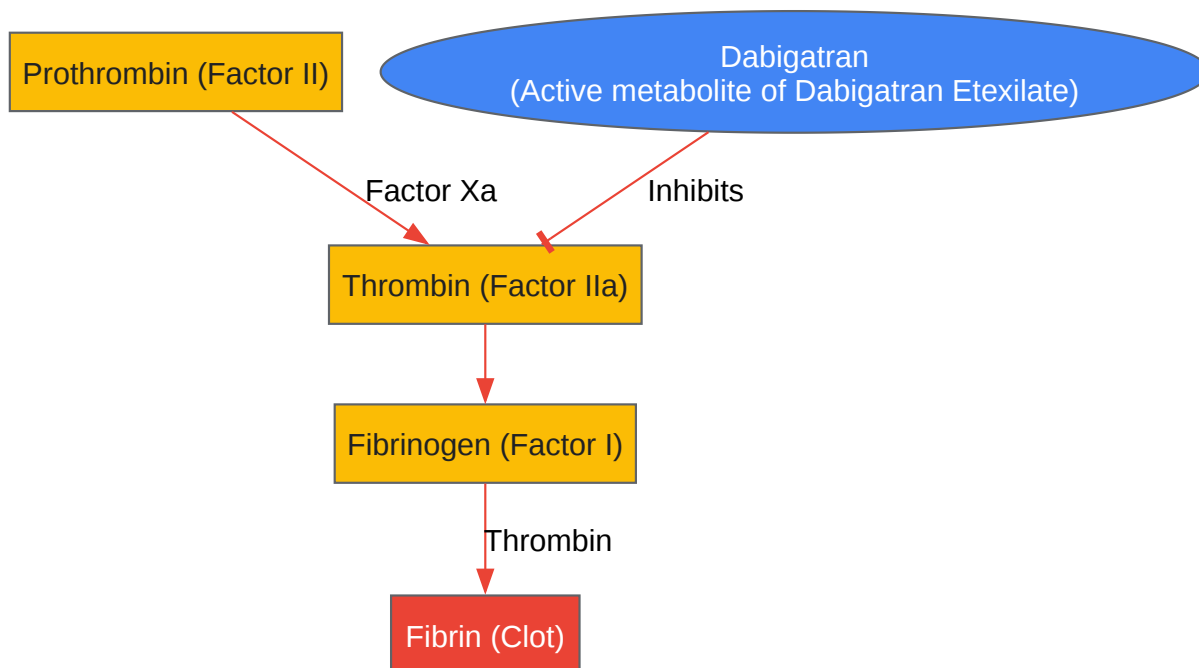 Prothrombin (Factor II)
Dabigatran
(Active metabolite of Dabigatran Etexilate)
Factor Xa
Inhibits
Thrombin (Factor IIa)
Fibrinogen (Factor I)
Thrombin
Fibrin (Clot)